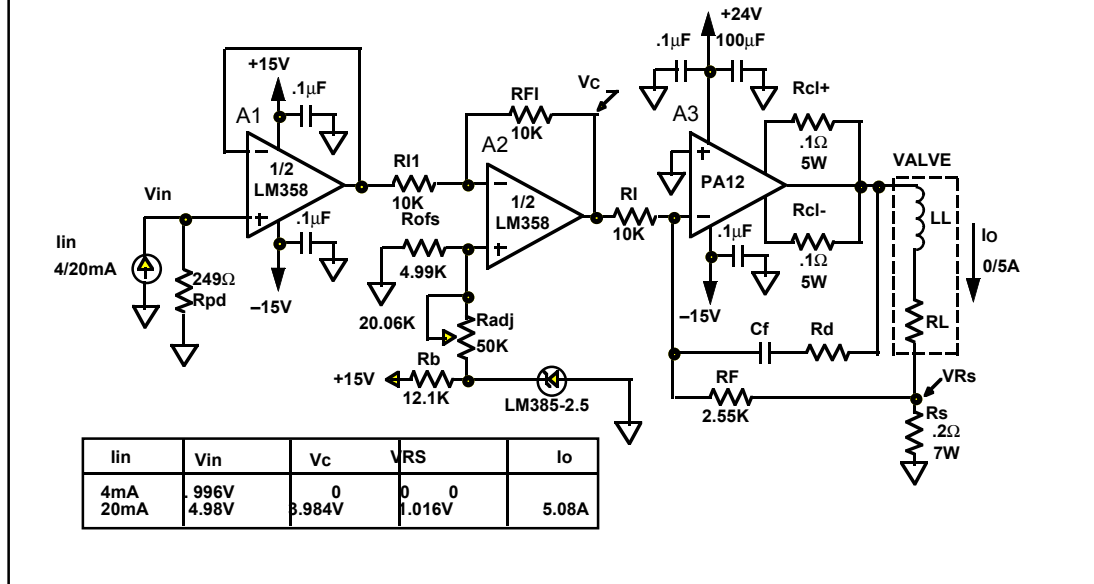 +24V
.1µF
100µF
+15V
.1µF
A1
1/2
LM358
–
+
.1µF
–15V
Vin
Iin
4/20mA
249Ω
Rpd
RI1
10K
RFI
10K
A2
VC
–
1/2
LM358
+
Rofs
4.99K
20.06K
Radj
50K
+15V
Rb
12.1K
LM385-2.5
RI
10K
A3
+
PA12
–
.1µF
–15V
Rcl+
.1Ω
5W
Rcl-
.1Ω
5W
VALVE
LL
RL
IO
0/5A
Cf
Rd
RF
2.55K
VRs
Rs
.2Ω
7W
Iin Vin Vc VRS Io
4mA .996V 0 0 0
20mA 4.98V 3.984V 1.016V 5.08A